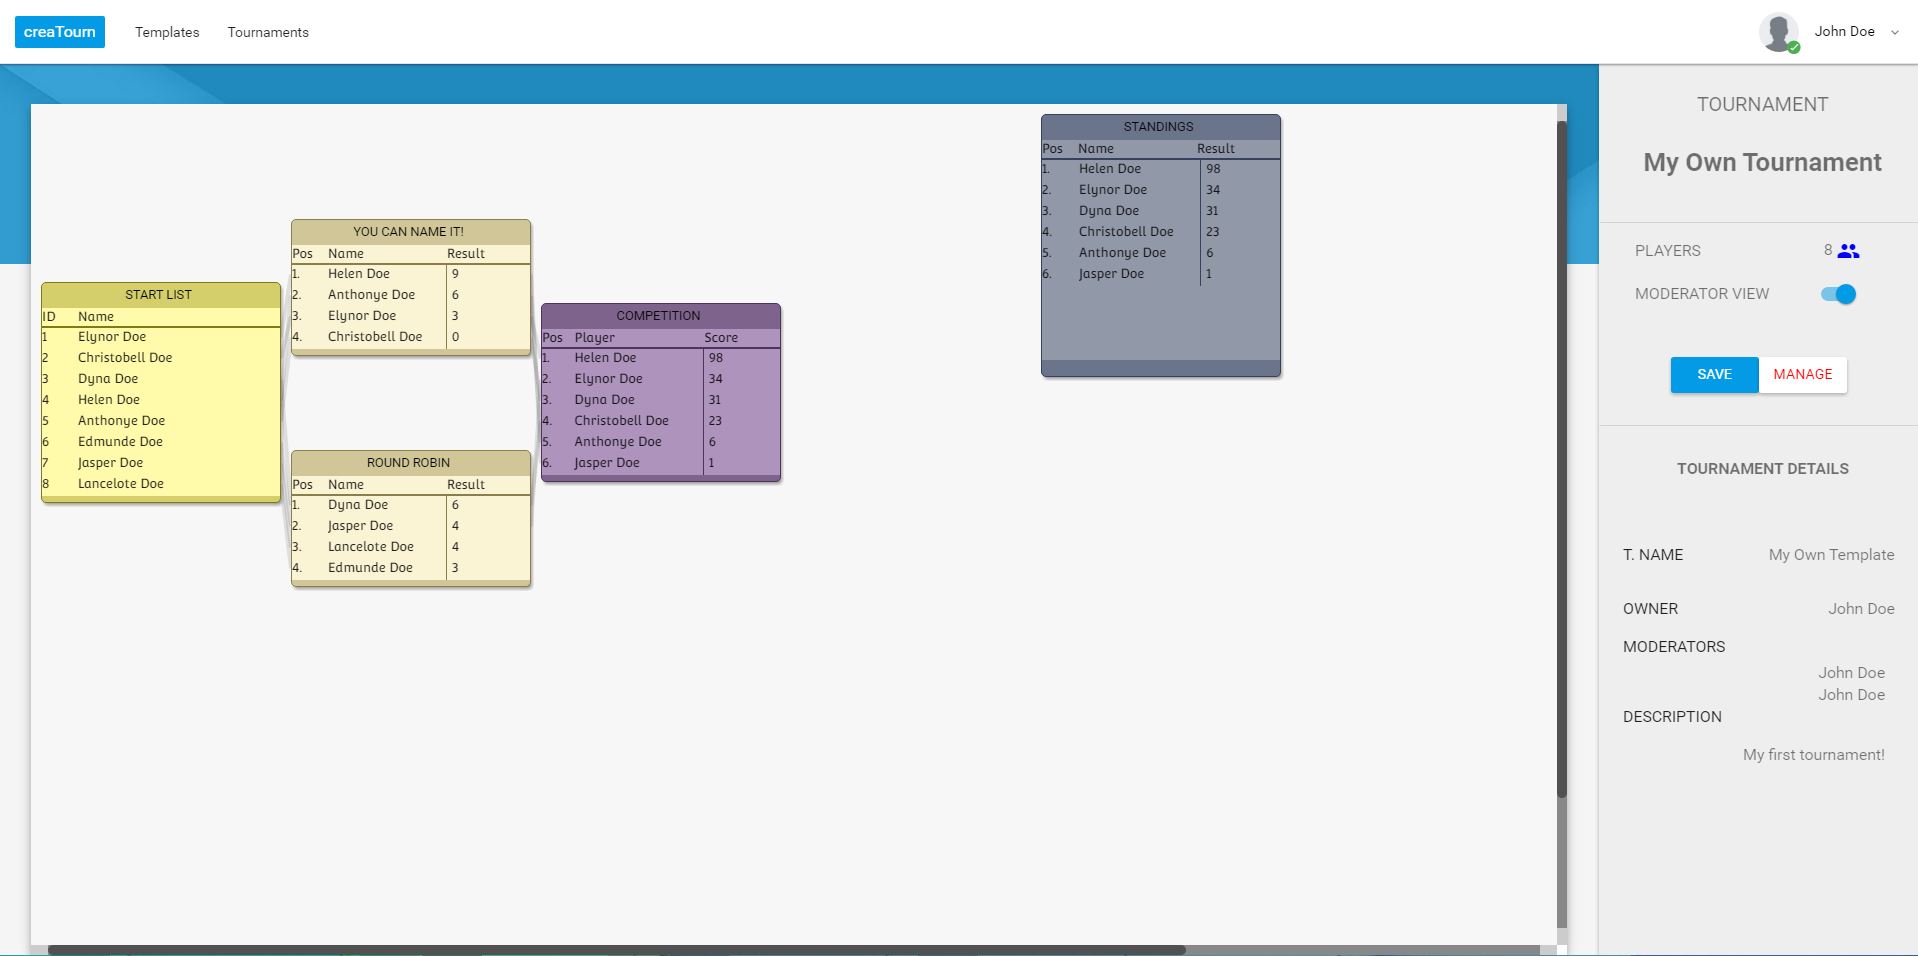 creaTourn Templates Tournaments John Doe
START LIST
ID Name
1 Elynor Doe
2 Christobell Doe
3 Dyna Doe
4 Helen Doe
5 Anthonye Doe
6 Edmunde Doe
7 Jasper Doe
8 Lancelote Doe
YOU CAN NAME IT!
Pos Name Result
1. Helen Doe 9
2. Anthonye Doe 6
3. Elynor Doe 3
4. Christobell Doe 0
ROUND ROBIN
Pos Name Result
1. Dyna Doe 6
2. Jasper Doe 4
3. Lancelote Doe 4
4. Edmunde Doe 3
COMPETITION
Pos Player Score
1. Helen Doe 98
2. Elynor Doe 34
3. Dyna Doe 31
4. Christobell Doe 23
5. Anthonye Doe 6
6. Jasper Doe 1
STANDINGS
Pos Name Result
1. Helen Doe 98
2. Elynor Doe 34
3. Dyna Doe 31
4. Christobell Doe 23
5. Anthonye Doe 6
6. Jasper Doe 1
TOURNAMENT
My Own Tournament
PLAYERS 8
MODERATOR VIEW
SAVE MANAGE
TOURNAMENT DETAILS
T. NAME My Own Template
OWNER John Doe
MODERATORS
John Doe
John Doe
DESCRIPTION
My first tournament!